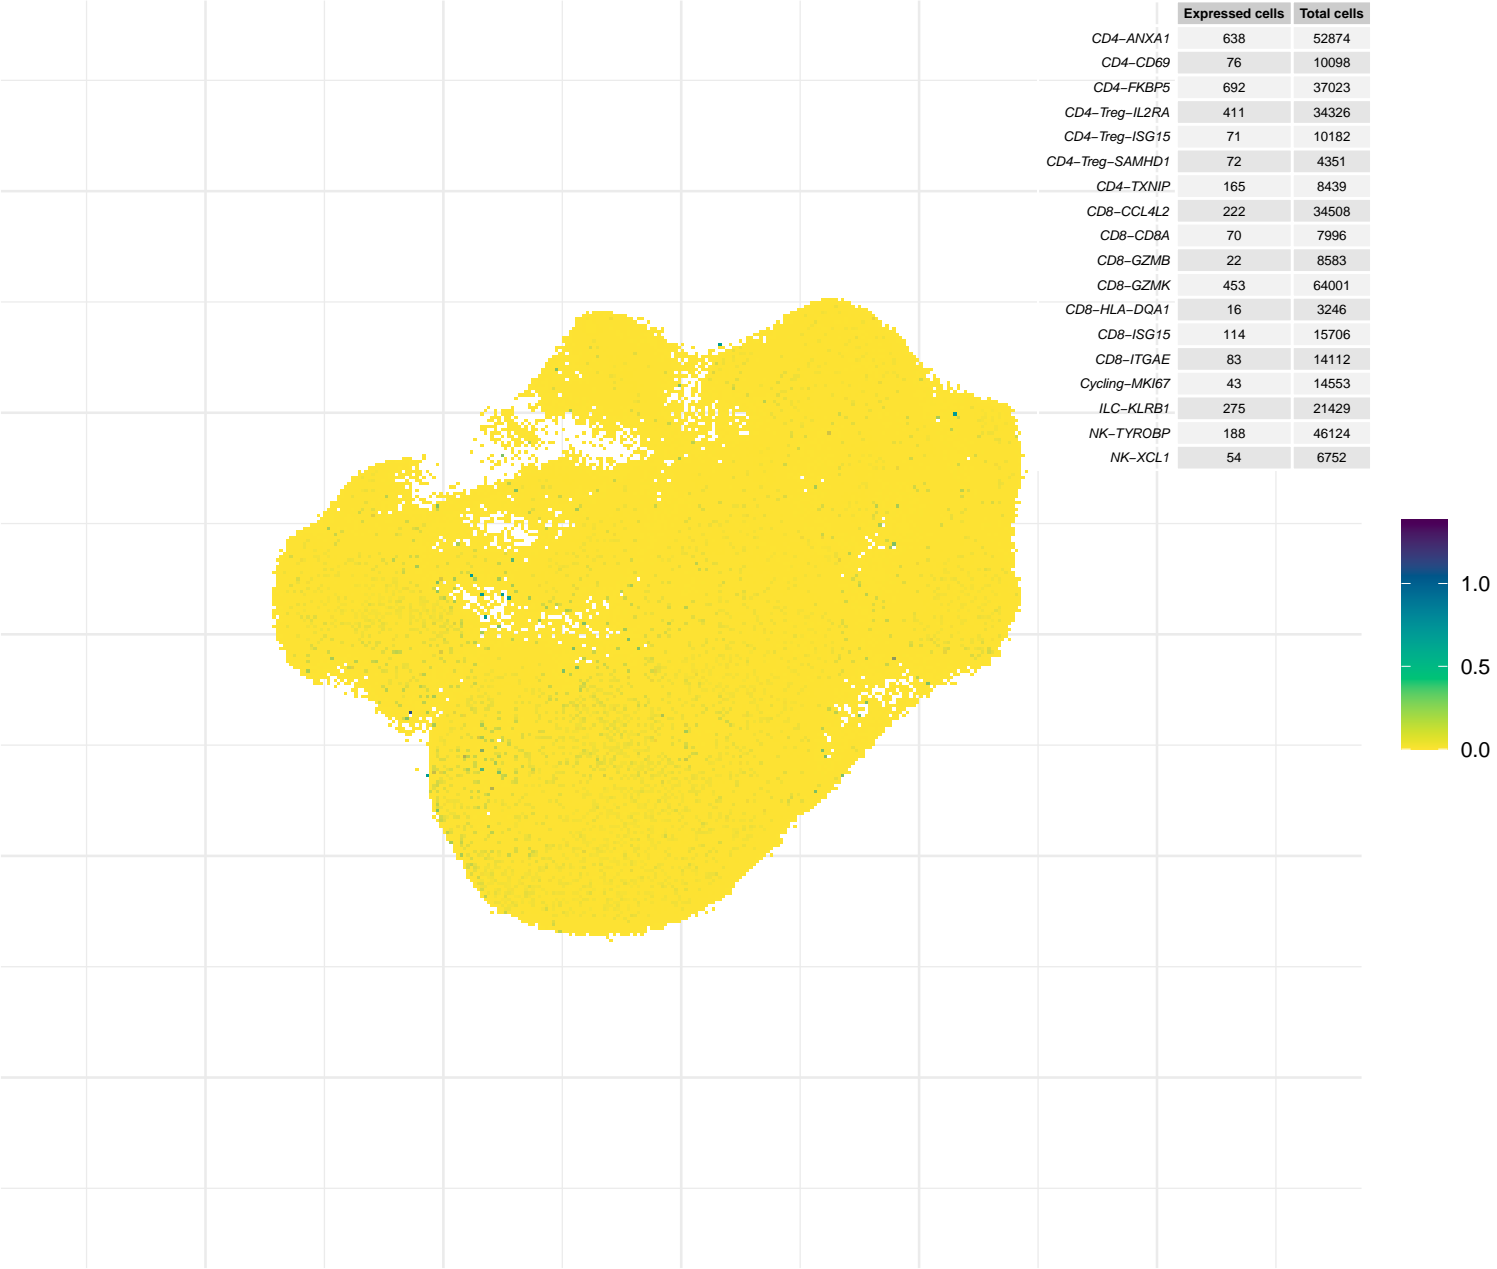 Expressed cells Total cells
CD4−ANXA1 638 52874
CD4−CD69 76 10098
CD4−FKBP5 692 37023
CD4−Treg−IL2RA 411 34326
CD4−Treg−ISG15 71 10182
CD4−Treg−SAMHD1 72 4351
CD4−TXNIP 165 8439
CD8−CCL4L2 222 34508
CD8−CD8A 70 7996
CD8−GZMB 22 8583
CD8−GZMK 453 64001
CD8−HLA−DQA1 16 3246
CD8−ISG15 114 15706
CD8−ITGAE 83 14112
Cycling−MKI67 43 14553
ILC−KLRB1 275 21429
NK−TYROBP 188 46124
NK−XCL1 54 6752
1.0
0.5
0.0